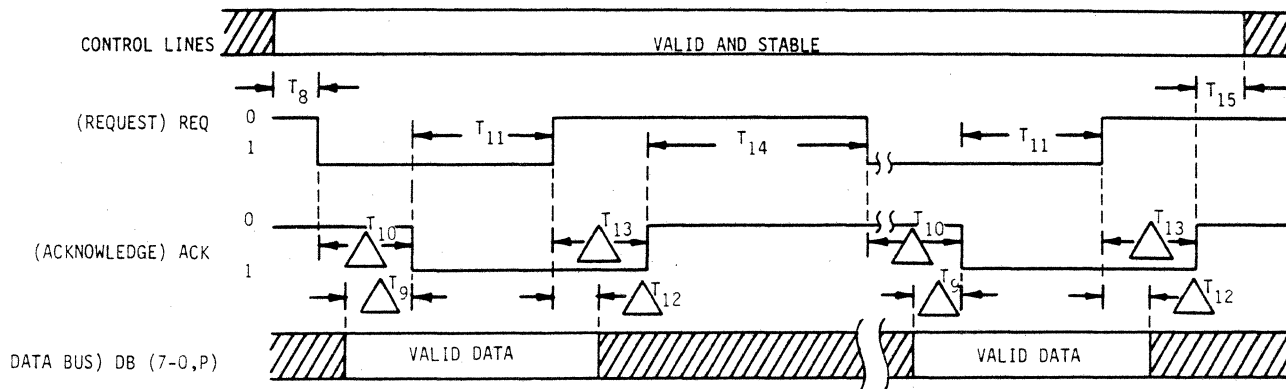 CONTROL LINES VALID AND STABLE
T8 T15
(REQUEST) REQ 0 T11 T11
1 T14
0 T10 T13 T10 T13
(ACKNOWLEDGE) ACK
1 T9 T12 T9 T12
DATA BUS) DB (7-0,P) VALID DATA VALID DATA